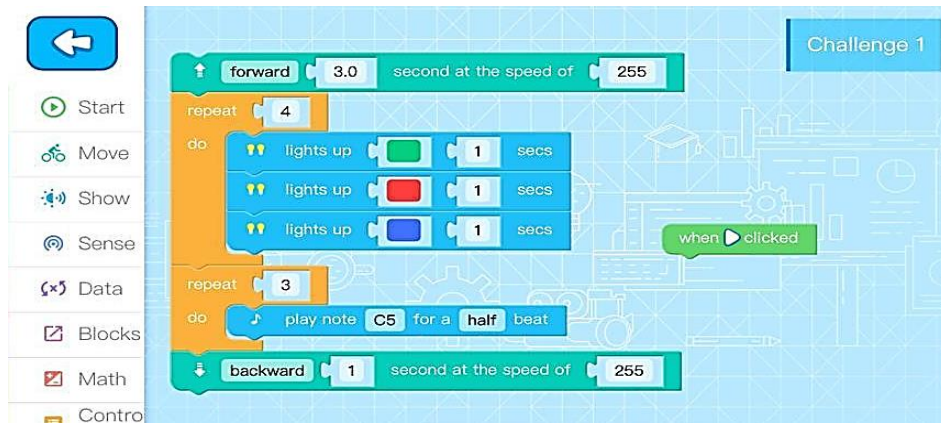 Challenge 1
Start
Move
Show
Sense
Data
Blocks
Math
Contro
forward 3.0 second at the speed of 255
repeat 4
do
lights up 1 secs
lights up 1 secs
lights up 1 secs
when clicked
repeat 3
do
play note C5 for a half beat
backward 1 second at the speed of 255